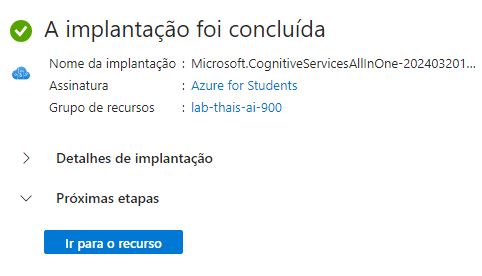 A implantação foi concluída
Nome da implantação : Microsoft.CognitiveServicesAllInOne-202403201...
Assinatura : Azure for Students
Grupo de recursos : lab-thais-ai-900
Detalhes de implantação
Próximas etapas
Ir para o recurso